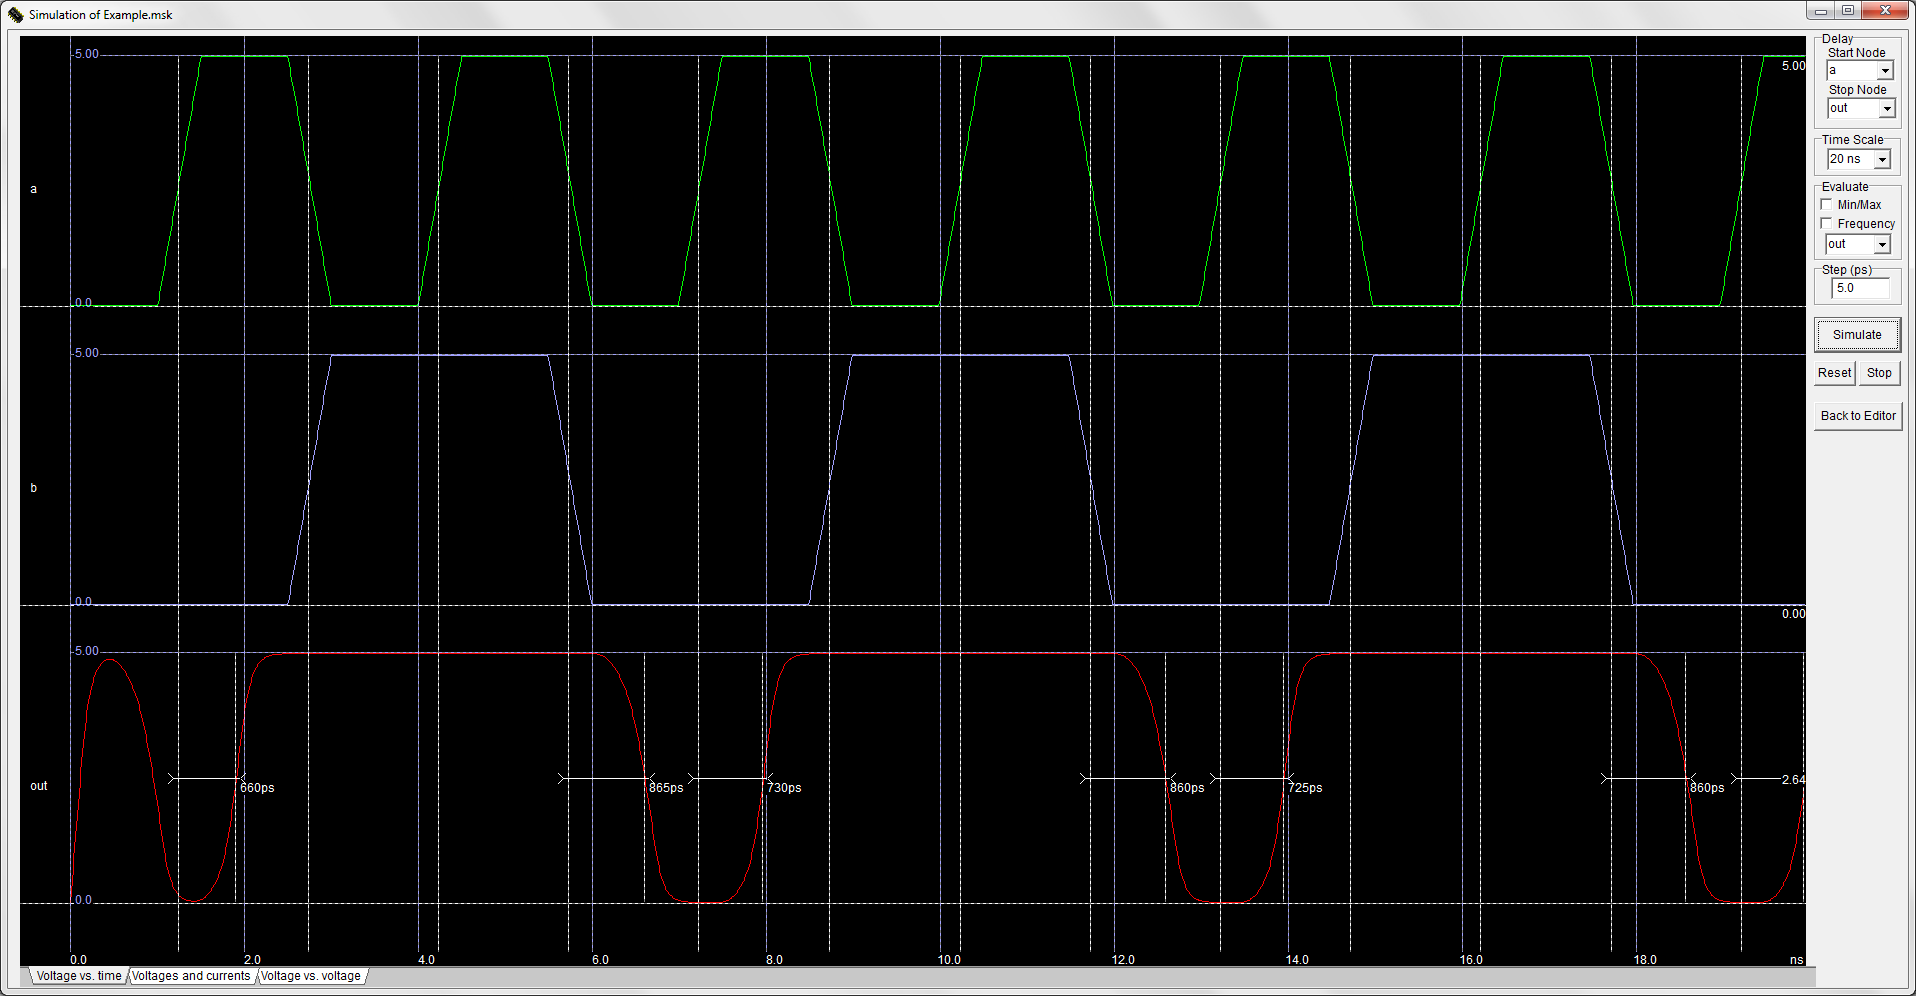 Simulation of Example.msk
5.00
5.00
a
0.0
5.00
b
0.0
0.00
5.00
out
660ps
865ps
730ps
860ps
725ps
860ps
2.64
0.0
0.0 2.0 4.0 6.0 8.0 10.0 12.0 14.0 16.0 18.0 ns
Voltage vs. time Voltages and currents Voltage vs. voltage
Delay
Start Node
a
Stop Node
out
Time Scale
20 ns
Evaluate
Min/Max
Frequency
out
Step (ps)
5.0
Simulate
Reset Stop
Back to Editor